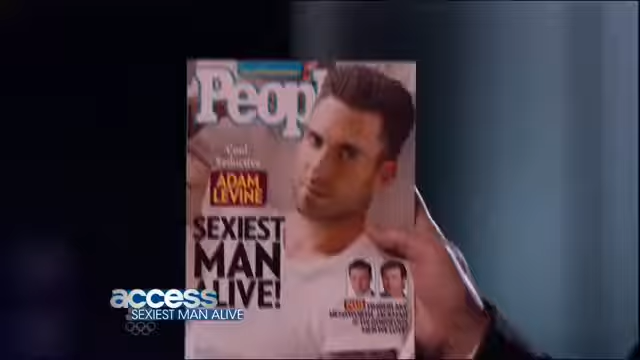 People
Cool
Seductive
ADAM
LEVINE
SEXIEST
MAN
ALIVE!
access
SEXIEST MAN ALIVE